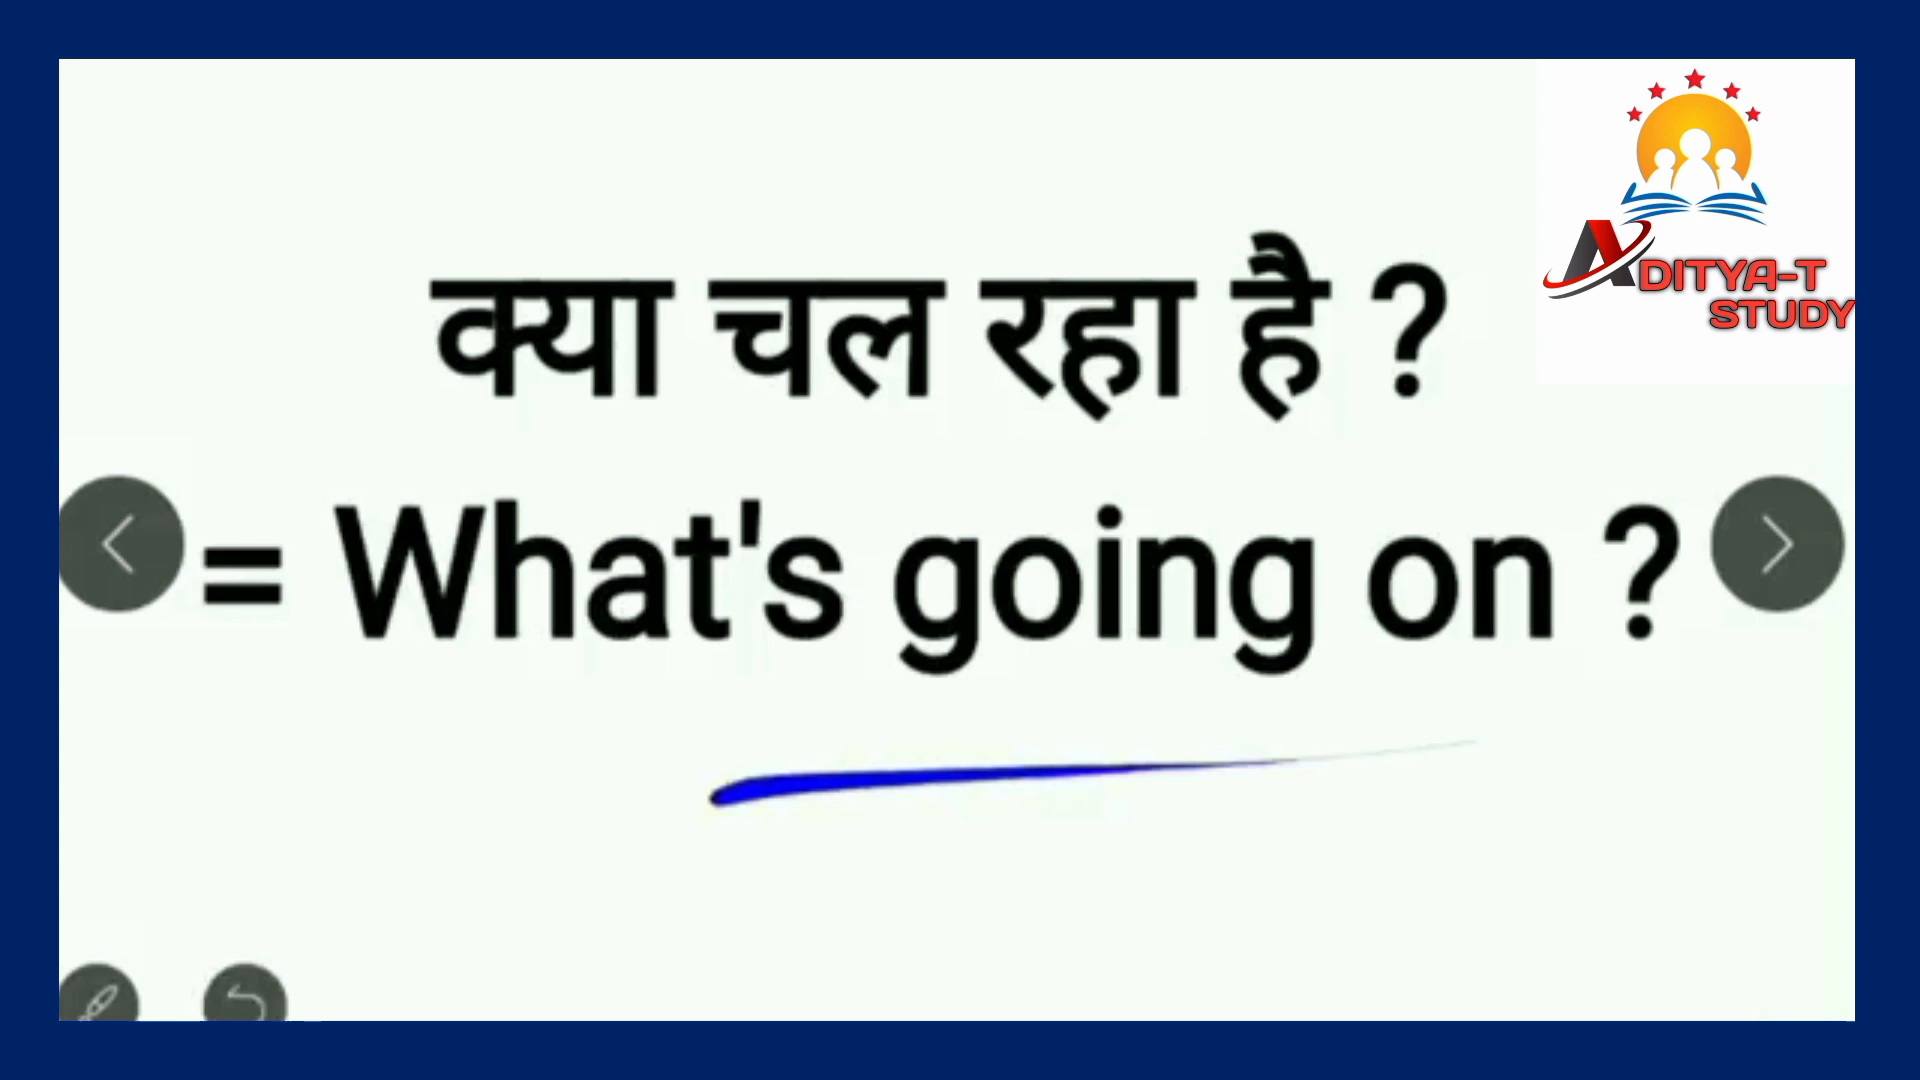 ADITYA-T
STUDY
क्या चल रहा है ?
= What's going on ?